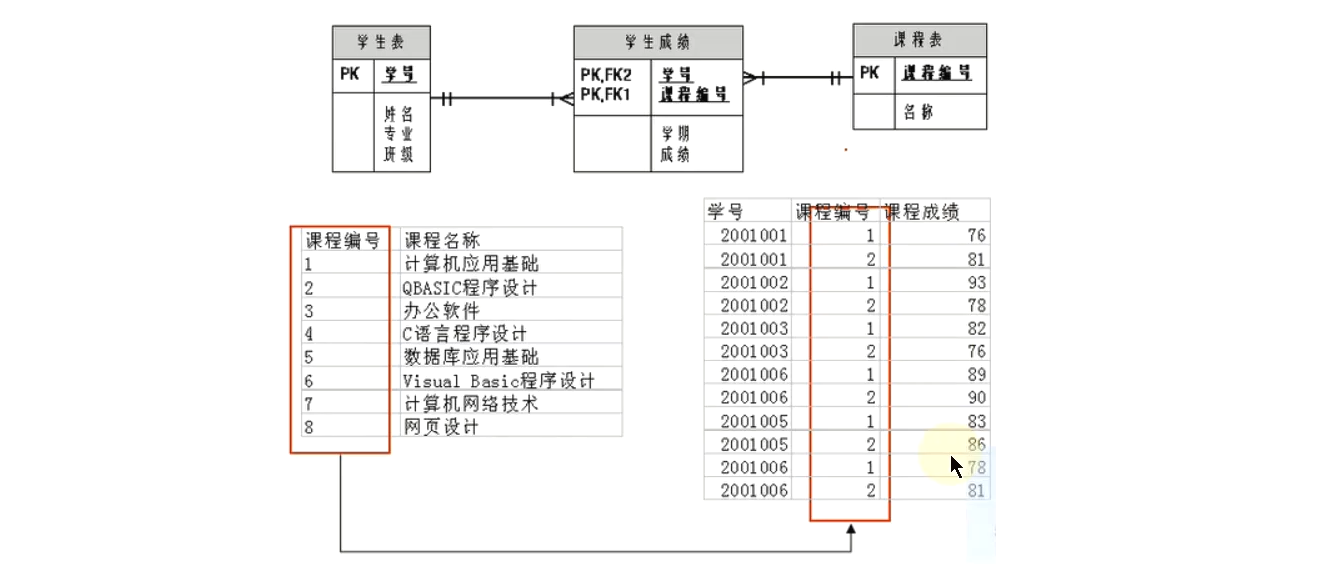 学生表
PK 学号
姓名
专业
班级
学生成绩
PK,FK2 学号
PK,FK1 课程编号
学期
成绩
课程表
PK 课程编号
名称
课程编号 课程名称
1 计算机应用基础
2 QBASIC程序设计
3 办公软件
4 C语言程序设计
5 数据库应用基础
6 Visual Basic程序设计
7 计算机网络技术
8 网页设计
学号 课程编号 课程成绩
2001001 1 76
2001001 2 81
2001002 1 93
2001002 2 78
2001003 1 82
2001003 2 76
2001006 1 89
2001006 2 90
2001005 1 83
2001005 2 86
2001006 1 78
2001006 2 81